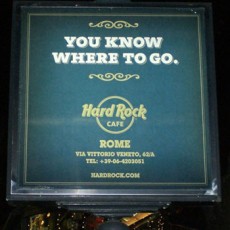 YOU KNOW
WHERE TO GO.
Hard Rock
CAFE
ROME
VIA VITTORIO VENETO, 62/A
TEL: +39-06-4203051
HARDROCK.COM